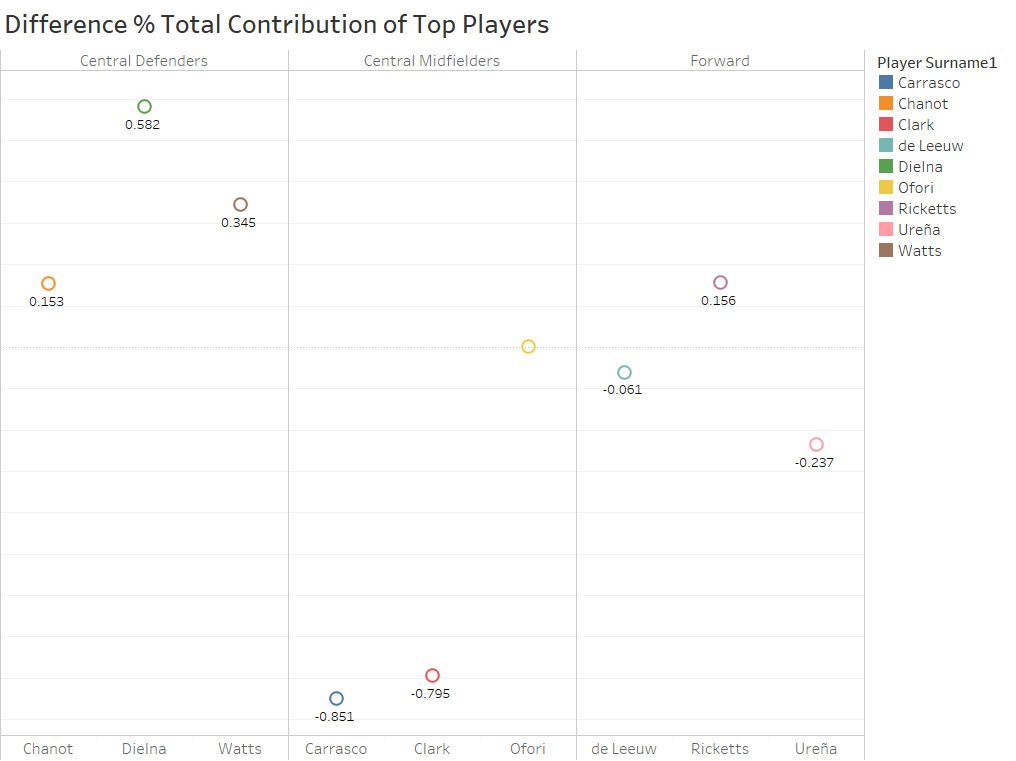 Difference % Total Contribution of Top Players
Central Defenders
Central Midfielders
Forward
0.582
0.345
0.153
0.156
-0.061
-0.237
-0.795
-0.851
Chanot
Dielna
Watts
Carrasco
Clark
Ofori
de Leeuw
Ricketts
Ureña
Player Surname1
Carrasco
Chanot
Clark
de Leeuw
Dielna
Ofori
Ricketts
Ureña
Watts